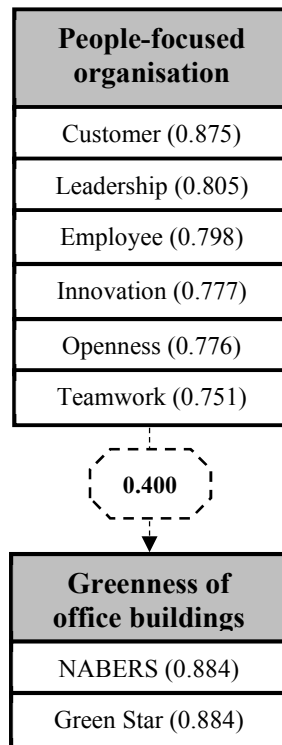 People-focused
organisation
Customer (0.875)
Leadership (0.805)
Employee (0.798)
Innovation (0.777)
Openness (0.776)
Teamwork (0.751)
0.400
Greenness of
office buildings
NABERS (0.884)
Green Star (0.884)